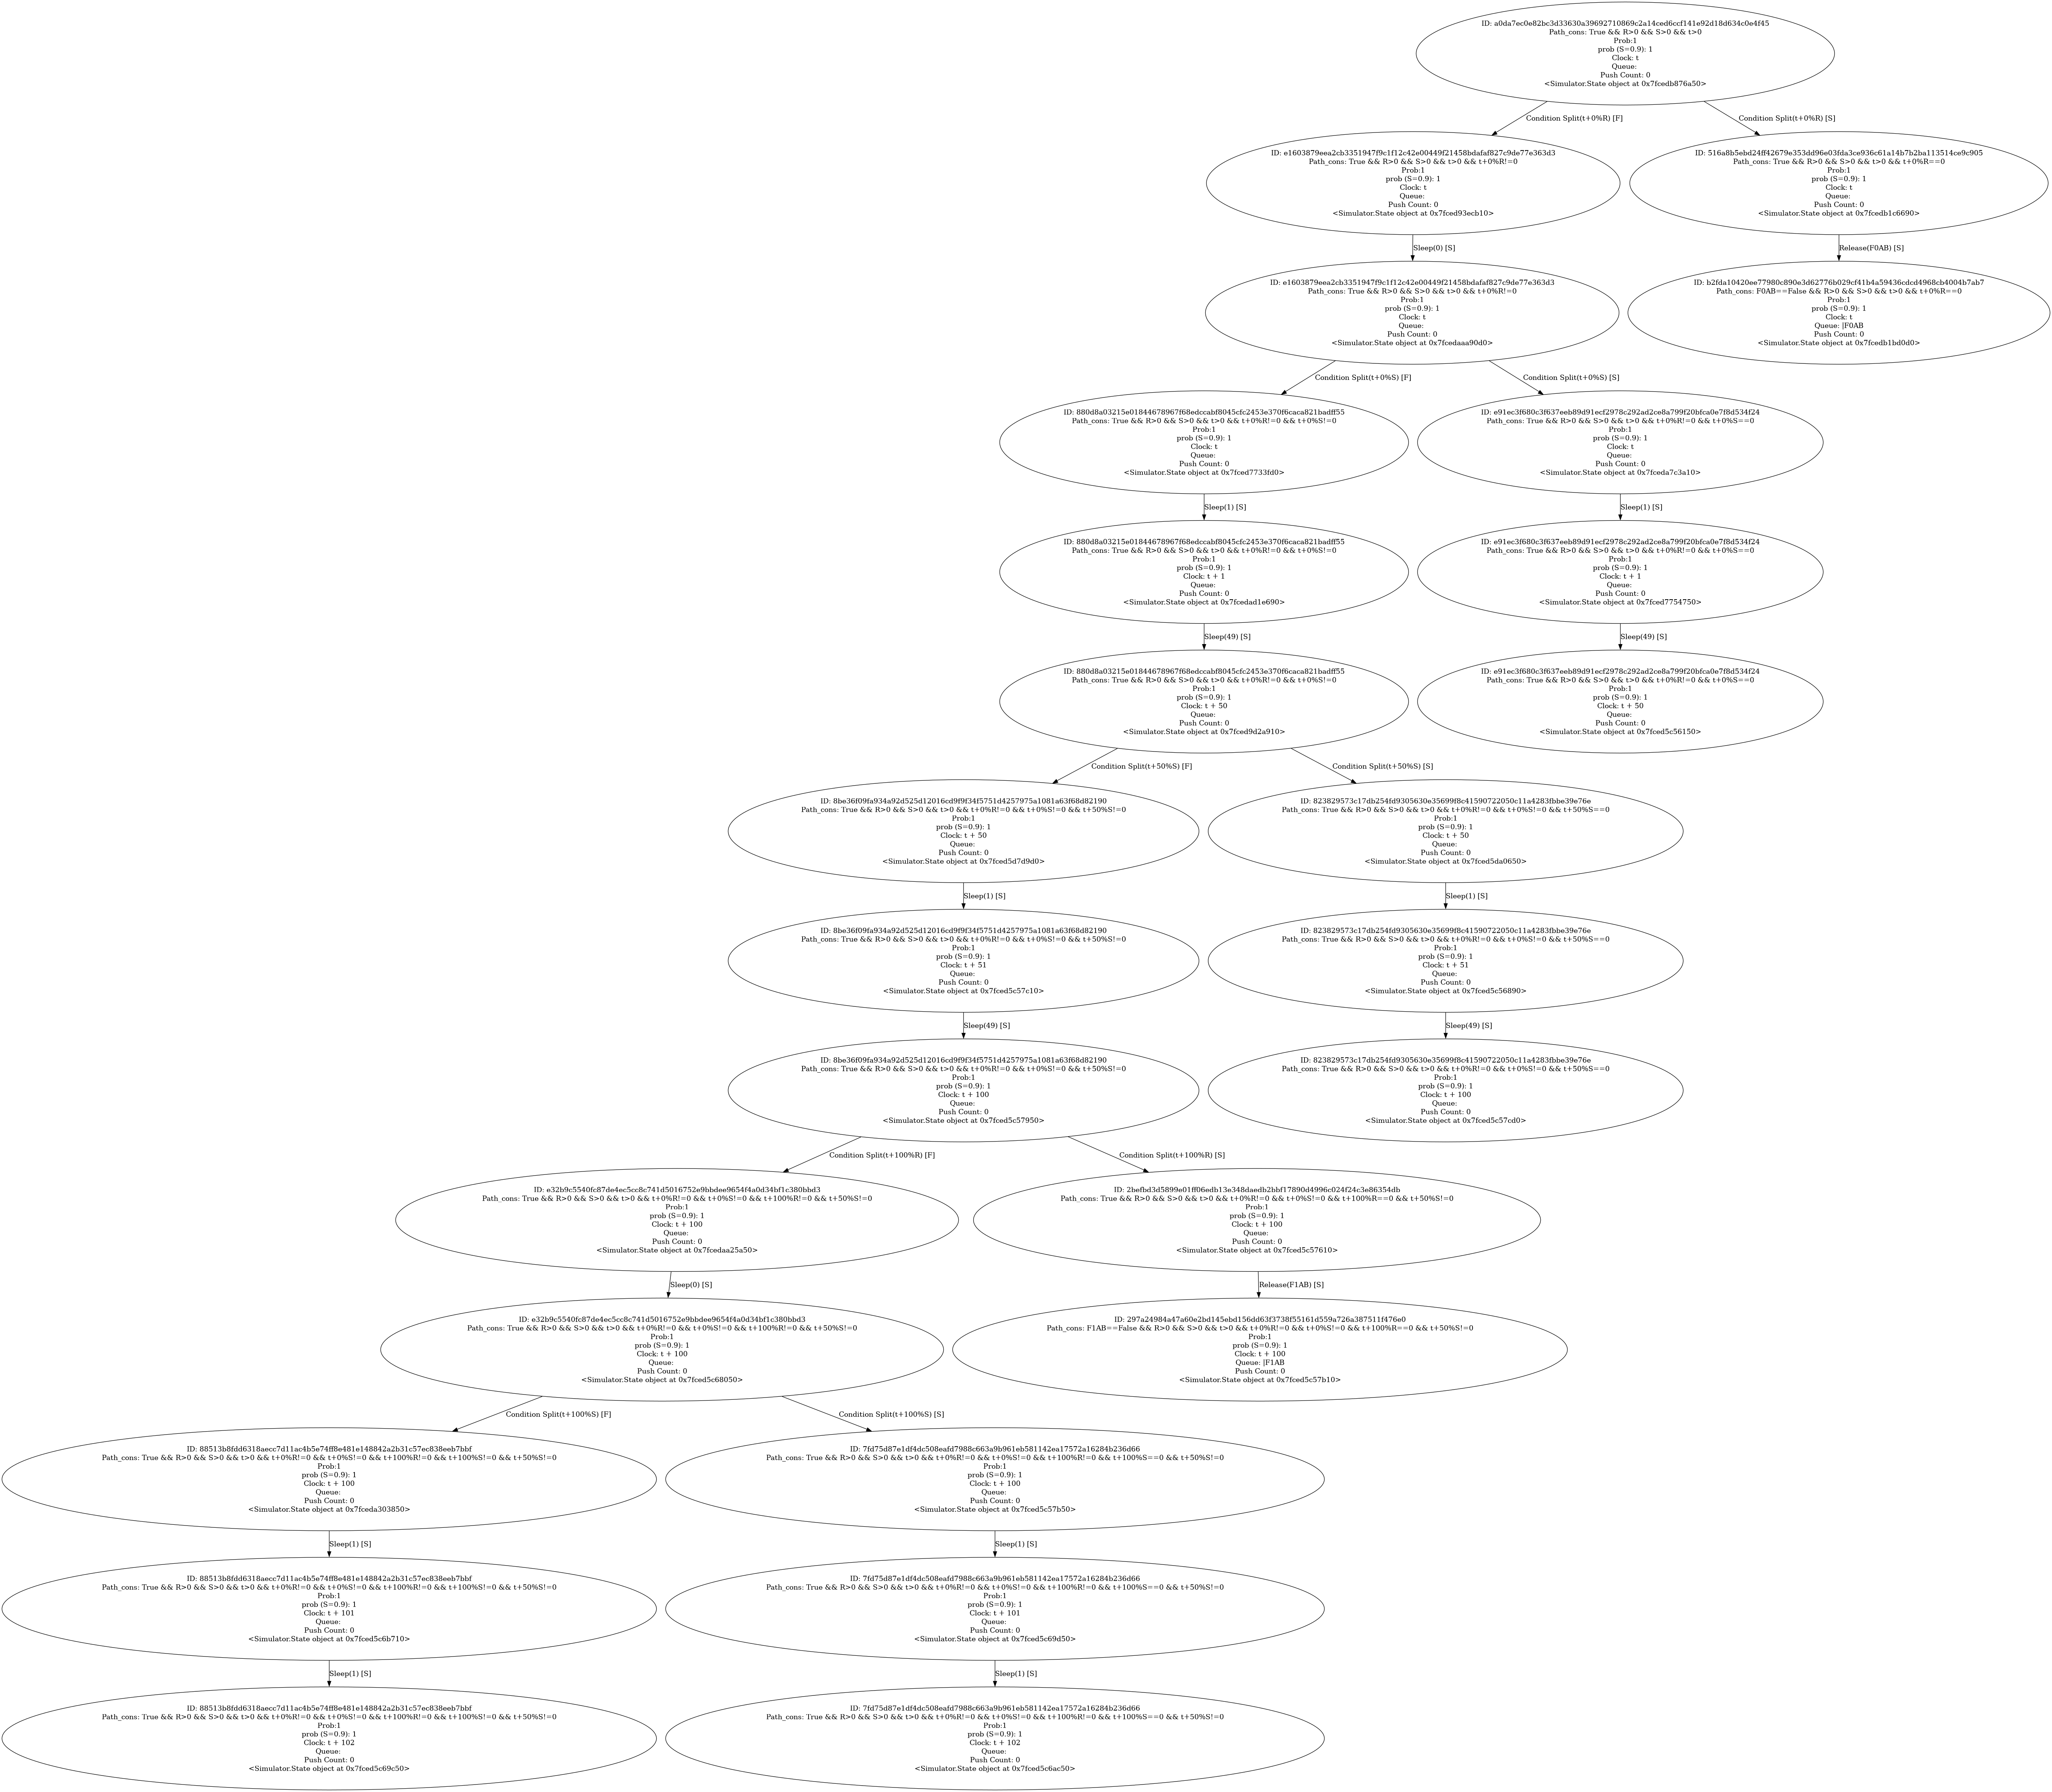 ID: a0da7ec0e82bc3d33630a39692710869c2a14ced6ccf141e92d18d634c0e4f45
Path_cons: True && R>0 && S>0 && t>0
Prob:1
prob (S=0.9): 1
Clock: t
Queue:
Push Count: 0
<Simulator.State object at 0x7fcedb876a50>
Condition Split(t+0%R) [F]
Condition Split(t+0%R) [S]
ID: e1603879eea2cb3351947f9c1f12c42e00449f21458bdafaf827c9de77e363d3
Path_cons: True && R>0 && S>0 && t>0 && t+0%R!=0
Prob:1
prob (S=0.9): 1
Clock: t
Queue:
Push Count: 0
<Simulator.State object at 0x7fced93ecb10>
ID: 516a8b5ebd24ff42679e353dd96e03fda3ce936c61a14b7b2ba113514ce9c905
Path_cons: True && R>0 && S>0 && t>0 && t+0%R==0
Prob:1
prob (S=0.9): 1
Clock: t
Queue:
Push Count: 0
<Simulator.State object at 0x7fcedb1c6690>
Sleep(0) [S]
Release(F0AB) [S]
ID: e1603879eea2cb3351947f9c1f12c42e00449f21458bdafaf827c9de77e363d3
Path_cons: True && R>0 && S>0 && t>0 && t+0%R!=0
Prob:1
prob (S=0.9): 1
Clock: t
Queue:
Push Count: 0
<Simulator.State object at 0x7fcedaaa90d0>
ID: b2fda10420ee77980c890e3d62776b029cf41b4a59436cdcd4968cb4004b7ab7
Path_cons: F0AB==False && R>0 && S>0 && t>0 && t+0%R==0
Prob:1
prob (S=0.9): 1
Clock: t
Queue: |F0AB
Push Count: 0
<Simulator.State object at 0x7fcedb1bd0d0>
Condition Split(t+0%S) [F]
Condition Split(t+0%S) [S]
ID: 880d8a03215e01844678967f68edccabf8045cfc2453e370f6caca821badff55
Path_cons: True && R>0 && S>0 && t>0 && t+0%R!=0 && t+0%S!=0
Prob:1
prob (S=0.9): 1
Clock: t
Queue:
Push Count: 0
<Simulator.State object at 0x7fced7733fd0>
ID: e91ec3f680c3f637eeb89d91ecf2978c292ad2ce8a799f20bfca0e7f8d534f24
Path_cons: True && R>0 && S>0 && t>0 && t+0%R!=0 && t+0%S==0
Prob:1
prob (S=0.9): 1
Clock: t
Queue:
Push Count: 0
<Simulator.State object at 0x7fceda7c3a10>
Sleep(1) [S]
Sleep(1) [S]
ID: 880d8a03215e01844678967f68edccabf8045cfc2453e370f6caca821badff55
Path_cons: True && R>0 && S>0 && t>0 && t+0%R!=0 && t+0%S!=0
Prob:1
prob (S=0.9): 1
Clock: t + 1
Queue:
Push Count: 0
<Simulator.State object at 0x7fcedad1e690>
ID: e91ec3f680c3f637eeb89d91ecf2978c292ad2ce8a799f20bfca0e7f8d534f24
Path_cons: True && R>0 && S>0 && t>0 && t+0%R!=0 && t+0%S==0
Prob:1
prob (S=0.9): 1
Clock: t + 1
Queue:
Push Count: 0
<Simulator.State object at 0x7fced7754750>
Sleep(49) [S]
Sleep(49) [S]
ID: 880d8a03215e01844678967f68edccabf8045cfc2453e370f6caca821badff55
Path_cons: True && R>0 && S>0 && t>0 && t+0%R!=0 && t+0%S!=0
Prob:1
prob (S=0.9): 1
Clock: t + 50
Queue:
Push Count: 0
<Simulator.State object at 0x7fced9d2a910>
ID: e91ec3f680c3f637eeb89d91ecf2978c292ad2ce8a799f20bfca0e7f8d534f24
Path_cons: True && R>0 && S>0 && t>0 && t+0%R!=0 && t+0%S==0
Prob:1
prob (S=0.9): 1
Clock: t + 50
Queue:
Push Count: 0
<Simulator.State object at 0x7fced5c56150>
Condition Split(t+50%S) [F]
Condition Split(t+50%S) [S]
ID: 8be36f09fa934a92d525d12016cd9f9f34f5751d4257975a1081a63f68d82190
Path_cons: True && R>0 && S>0 && t>0 && t+0%R!=0 && t+0%S!=0 && t+50%S!=0
Prob:1
prob (S=0.9): 1
Clock: t + 50
Queue:
Push Count: 0
<Simulator.State object at 0x7fced5d7d9d0>
ID: 823829573c17db254fd9305630e35699f8c41590722050c11a4283fbbe39e76e
Path_cons: True && R>0 && S>0 && t>0 && t+0%R!=0 && t+0%S!=0 && t+50%S==0
Prob:1
prob (S=0.9): 1
Clock: t + 50
Queue:
Push Count: 0
<Simulator.State object at 0x7fced5da0650>
Sleep(1) [S]
Sleep(1) [S]
ID: 8be36f09fa934a92d525d12016cd9f9f34f5751d4257975a1081a63f68d82190
Path_cons: True && R>0 && S>0 && t>0 && t+0%R!=0 && t+0%S!=0 && t+50%S!=0
Prob:1
prob (S=0.9): 1
Clock: t + 51
Queue:
Push Count: 0
<Simulator.State object at 0x7fced5c57c10>
ID: 823829573c17db254fd9305630e35699f8c41590722050c11a4283fbbe39e76e
Path_cons: True && R>0 && S>0 && t>0 && t+0%R!=0 && t+0%S!=0 && t+50%S==0
Prob:1
prob (S=0.9): 1
Clock: t + 51
Queue:
Push Count: 0
<Simulator.State object at 0x7fced5c56890>
Sleep(49) [S]
Sleep(49) [S]
ID: 8be36f09fa934a92d525d12016cd9f9f34f5751d4257975a1081a63f68d82190
Path_cons: True && R>0 && S>0 && t>0 && t+0%R!=0 && t+0%S!=0 && t+50%S!=0
Prob:1
prob (S=0.9): 1
Clock: t + 100
Queue:
Push Count: 0
<Simulator.State object at 0x7fced5c57950>
ID: 823829573c17db254fd9305630e35699f8c41590722050c11a4283fbbe39e76e
Path_cons: True && R>0 && S>0 && t>0 && t+0%R!=0 && t+0%S!=0 && t+50%S==0
Prob:1
prob (S=0.9): 1
Clock: t + 100
Queue:
Push Count: 0
<Simulator.State object at 0x7fced5c57cd0>
Condition Split(t+100%R) [F]
Condition Split(t+100%R) [S]
ID: e32b9c5540fc87de4ec5cc8c741d5016752e9bbdee9654f4a0d34bf1c380bbd3
Path_cons: True && R>0 && S>0 && t>0 && t+0%R!=0 && t+0%S!=0 && t+100%R!=0 && t+50%S!=0
Prob:1
prob (S=0.9): 1
Clock: t + 100
Queue:
Push Count: 0
<Simulator.State object at 0x7fcedaa25a50>
ID: 2befbd3d5899e01ff06edb13e348daedb2bbf17890d4996c024f24c3e86354db
Path_cons: True && R>0 && S>0 && t>0 && t+0%R!=0 && t+0%S!=0 && t+100%R==0 && t+50%S!=0
Prob:1
prob (S=0.9): 1
Clock: t + 100
Queue:
Push Count: 0
<Simulator.State object at 0x7fced5c57610>
Sleep(0) [S]
Release(F1AB) [S]
ID: e32b9c5540fc87de4ec5cc8c741d5016752e9bbdee9654f4a0d34bf1c380bbd3
Path_cons: True && R>0 && S>0 && t>0 && t+0%R!=0 && t+0%S!=0 && t+100%R!=0 && t+50%S!=0
Prob:1
prob (S=0.9): 1
Clock: t + 100
Queue:
Push Count: 0
<Simulator.State object at 0x7fced5c68050>
ID: 297a24984a47a60e2bd145ebd156dd63f3738f55161d559a726a387511f476e0
Path_cons: F1AB==False && R>0 && S>0 && t>0 && t+0%R!=0 && t+0%S!=0 && t+100%R==0 && t+50%S!=0
Prob:1
prob (S=0.9): 1
Clock: t + 100
Queue: |F1AB
Push Count: 0
<Simulator.State object at 0x7fced5c57b10>
Condition Split(t+100%S) [F]
Condition Split(t+100%S) [S]
ID: 88513b8fdd6318aecc7d11ac4b5e74ff8e481e148842a2b31c57ec838eeb7bbf
Path_cons: True && R>0 && S>0 && t>0 && t+0%R!=0 && t+0%S!=0 && t+100%R!=0 && t+100%S!=0 && t+50%S!=0
Prob:1
prob (S=0.9): 1
Clock: t + 100
Queue:
Push Count: 0
<Simulator.State object at 0x7fceda303850>
ID: 7fd75d87e1df4dc508eafd7988c663a9b961eb581142ea17572a16284b236d66
Path_cons: True && R>0 && S>0 && t>0 && t+0%R!=0 && t+0%S!=0 && t+100%R!=0 && t+100%S==0 && t+50%S!=0
Prob:1
prob (S=0.9): 1
Clock: t + 100
Queue:
Push Count: 0
<Simulator.State object at 0x7fced5c57b50>
Sleep(1) [S]
Sleep(1) [S]
ID: 88513b8fdd6318aecc7d11ac4b5e74ff8e481e148842a2b31c57ec838eeb7bbf
Path_cons: True && R>0 && S>0 && t>0 && t+0%R!=0 && t+0%S!=0 && t+100%R!=0 && t+100%S!=0 && t+50%S!=0
Prob:1
prob (S=0.9): 1
Clock: t + 101
Queue:
Push Count: 0
<Simulator.State object at 0x7fced5c6b710>
ID: 7fd75d87e1df4dc508eafd7988c663a9b961eb581142ea17572a16284b236d66
Path_cons: True && R>0 && S>0 && t>0 && t+0%R!=0 && t+0%S!=0 && t+100%R!=0 && t+100%S==0 && t+50%S!=0
Prob:1
prob (S=0.9): 1
Clock: t + 101
Queue:
Push Count: 0
<Simulator.State object at 0x7fced5c69d50>
Sleep(1) [S]
Sleep(1) [S]
ID: 88513b8fdd6318aecc7d11ac4b5e74ff8e481e148842a2b31c57ec838eeb7bbf
Path_cons: True && R>0 && S>0 && t>0 && t+0%R!=0 && t+0%S!=0 && t+100%R!=0 && t+100%S!=0 && t+50%S!=0
Prob:1
prob (S=0.9): 1
Clock: t + 102
Queue:
Push Count: 0
<Simulator.State object at 0x7fced5c69c50>
ID: 7fd75d87e1df4dc508eafd7988c663a9b961eb581142ea17572a16284b236d66
Path_cons: True && R>0 && S>0 && t>0 && t+0%R!=0 && t+0%S!=0 && t+100%R!=0 && t+100%S==0 && t+50%S!=0
Prob:1
prob (S=0.9): 1
Clock: t + 102
Queue:
Push Count: 0
<Simulator.State object at 0x7fced5c6ac50>